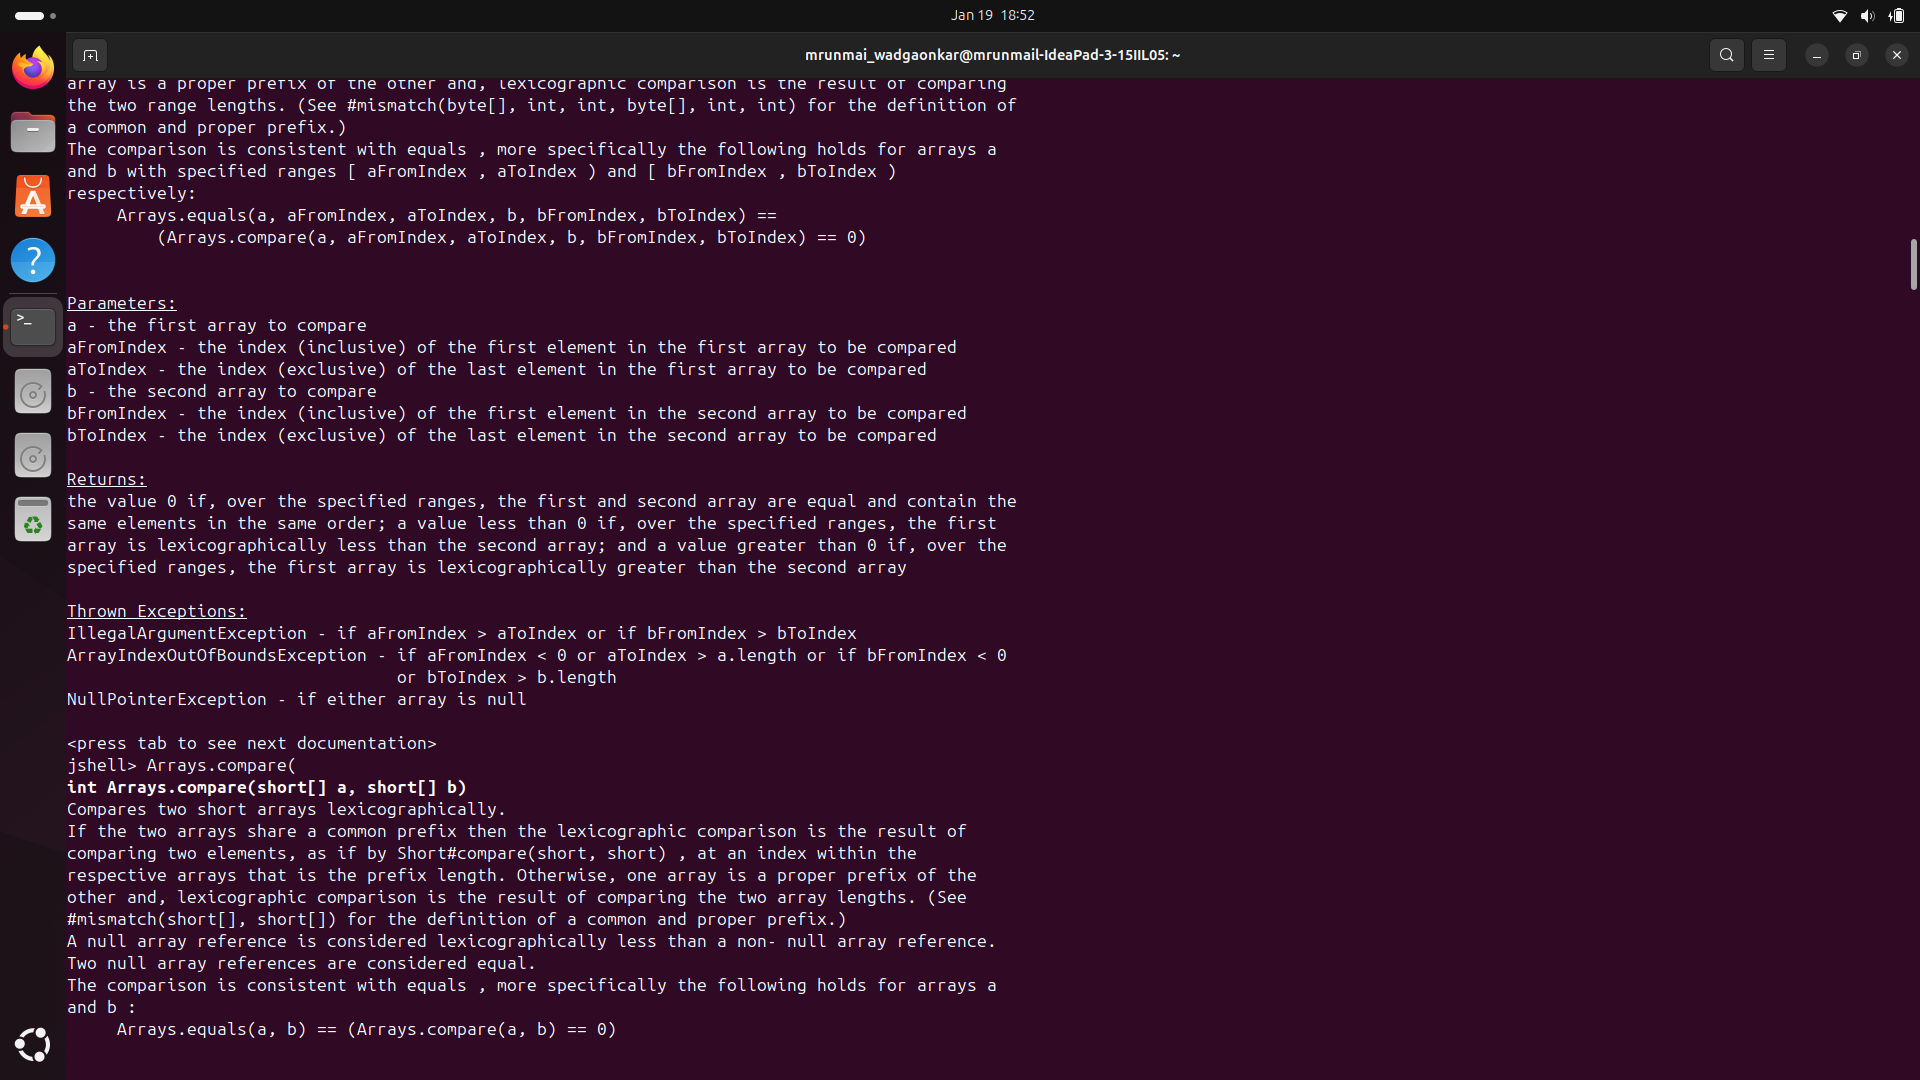 Jan 19 18:52
mrunmai_wadgaonkar@mrunmail-IdeaPad-3-15IIL05: ~
array is a proper prefix of the other and, lexicographic comparison is the result of comparing
the two range lengths. (See #mismatch(byte[], int, int, byte[], int, int) for the definition of
a common and proper prefix.)
The comparison is consistent with equals , more specifically the following holds for arrays a
and b with specified ranges [ aFromIndex , aToIndex ) and [ bFromIndex , bToIndex )
respectively:
     Arrays.equals(a, aFromIndex, aToIndex, b, bFromIndex, bToIndex) ==
         (Arrays.compare(a, aFromIndex, aToIndex, b, bFromIndex, bToIndex) == 0)
Parameters:
a - the first array to compare
aFromIndex - the index (inclusive) of the first element in the first array to be compared
aToIndex - the index (exclusive) of the last element in the first array to be compared
b - the second array to compare
bFromIndex - the index (inclusive) of the first element in the second array to be compared
bToIndex - the index (exclusive) of the last element in the second array to be compared
Returns:
the value 0 if, over the specified ranges, the first and second array are equal and contain the
same elements in the same order; a value less than 0 if, over the specified ranges, the first
array is lexicographically less than the second array; and a value greater than 0 if, over the
specified ranges, the first array is lexicographically greater than the second array
Thrown Exceptions:
IllegalArgumentException - if aFromIndex > aToIndex or if bFromIndex > bToIndex
ArrayIndexOutOfBoundsException - if aFromIndex < 0 or aToIndex > a.length or if bFromIndex < 0
                                 or bToIndex > b.length
NullPointerException - if either array is null
<press tab to see next documentation>
jshell> Arrays.compare(
int Arrays.compare(short[] a, short[] b)
Compares two short arrays lexicographically.
If the two arrays share a common prefix then the lexicographic comparison is the result of
comparing two elements, as if by Short#compare(short, short) , at an index within the
respective arrays that is the prefix length. Otherwise, one array is a proper prefix of the
other and, lexicographic comparison is the result of comparing the two array lengths. (See
#mismatch(short[], short[]) for the definition of a common and proper prefix.)
A null array reference is considered lexicographically less than a non- null array reference.
Two null array references are considered equal.
The comparison is consistent with equals , more specifically the following holds for arrays a
and b :
     Arrays.equals(a, b) == (Arrays.compare(a, b) == 0)